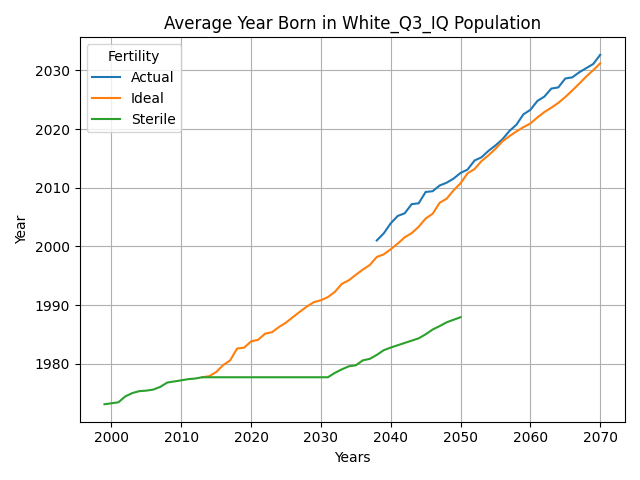 Average Year Born in White_Q3_IQ Population
Fertility
Actual
Ideal
Sterile
Year
2030
2020
2010
2000
1990
1980
2000 2010 2020 2030 2040 2050 2060 2070
Years